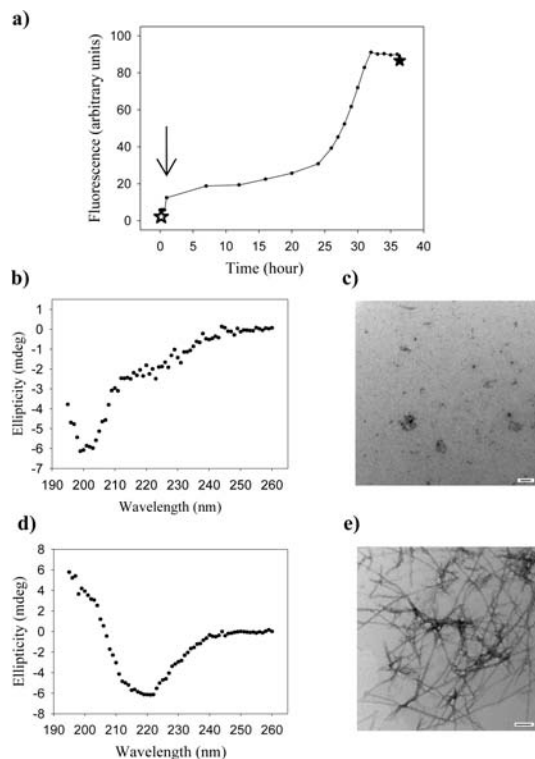 a)
Fluorescence (arbitrary units)
100
80
60
40
20
0
0 5 10 15 20 25 30 35 40
Time (hour)
b)
Ellipticity (mdeg)
1
0
-1
-2
-3
-4
-5
-6
-7
190 200 210 220 230 240 250 260
Wavelength (nm)
c)
d)
Ellipticity (mdeg)
8
6
4
2
0
-2
-4
-6
-8
190 200 210 220 230 240 250 260
Wavelength (nm)
e)